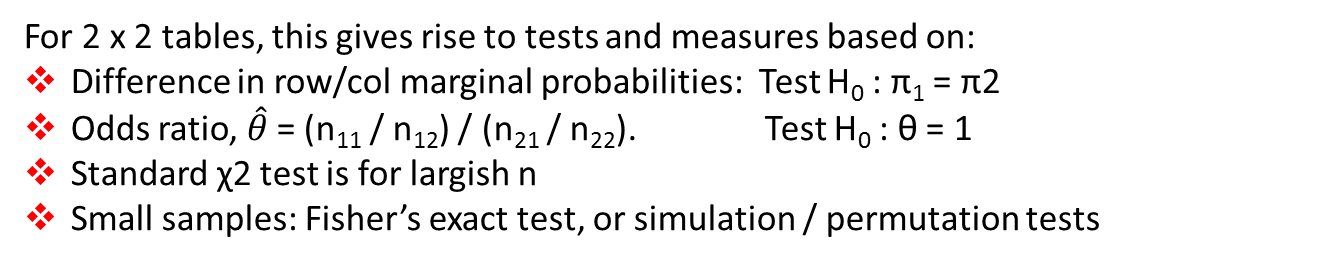 For 2 x 2 tables, this gives rise to tests and measures based on:
❖ Difference in row/col marginal probabilities: Test H₀ : π₁ = π2
❖ Odds ratio, θ̂ = (n₁₁ / n₁₂) / (n₂₁ / n₂₂). Test H₀ : θ = 1
❖ Standard χ2 test is for largish n
❖ Small samples: Fisher’s exact test, or simulation / permutation tests